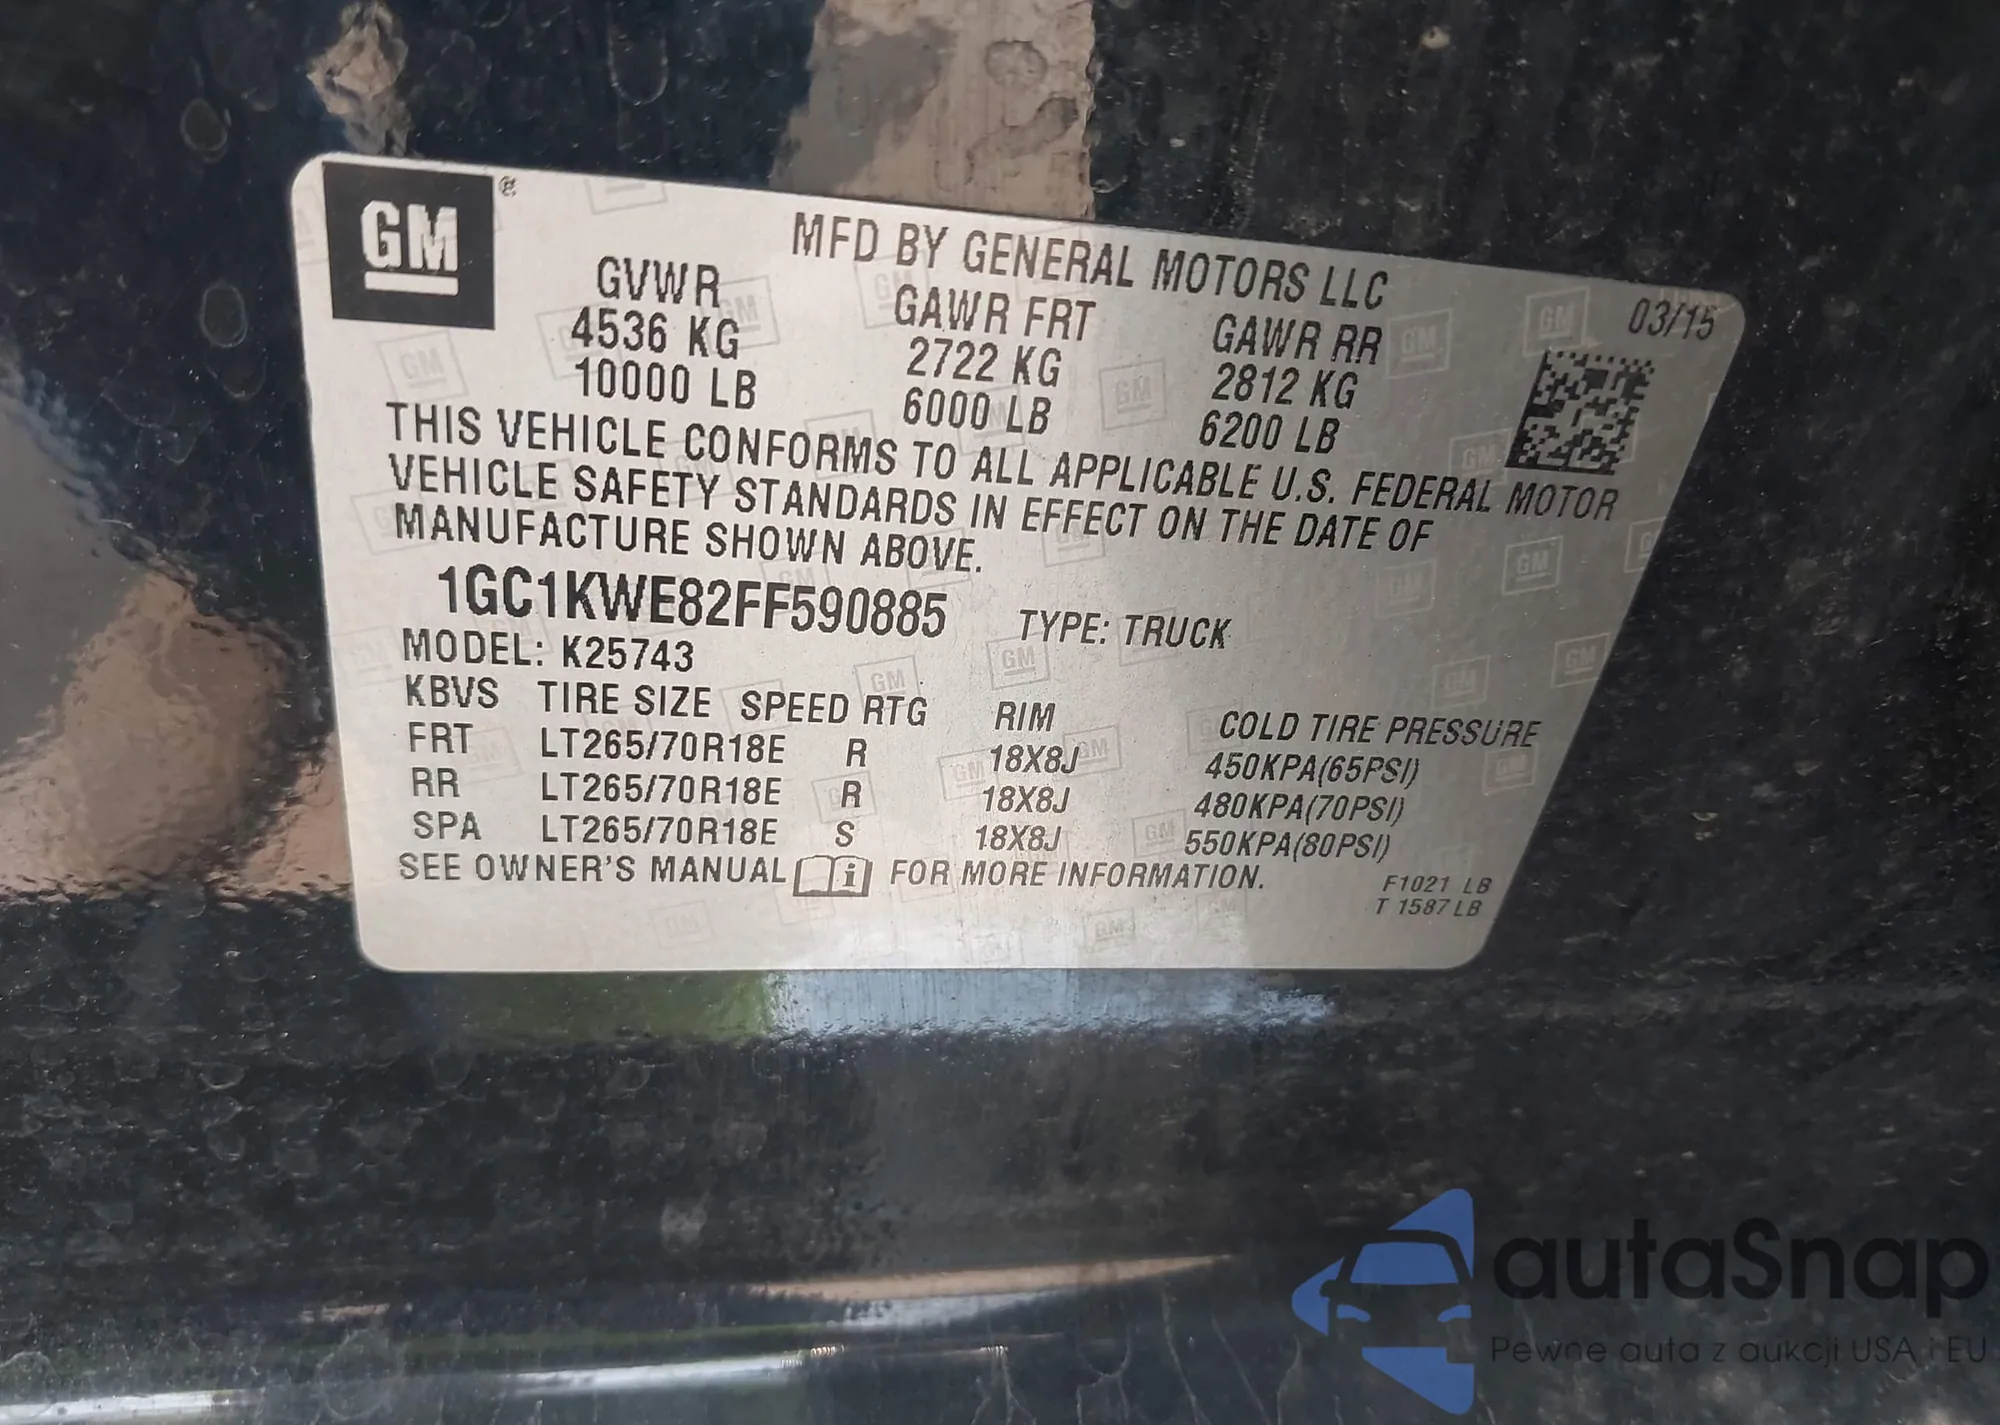 GM ®
MFD BY GENERAL MOTORS LLC
03/15
GVWR GAWR FRT GAWR RR
4536 KG 2722 KG 2812 KG
10000 LB 6000 LB 6200 LB
THIS VEHICLE CONFORMS TO ALL APPLICABLE U.S. FEDERAL MOTOR
VEHICLE SAFETY STANDARDS IN EFFECT ON THE DATE OF
MANUFACTURE SHOWN ABOVE.
1GC1KWE82FF590885 TYPE: TRUCK
MODEL: K25743
KBVS TIRE SIZE SPEED RTG RIM COLD TIRE PRESSURE
FRT LT265/70R18E R 18X8J 450KPA(65PSI)
RR LT265/70R18E R 18X8J 480KPA(70PSI)
SPA LT265/70R18E S 18X8J 550KPA(80PSI)
SEE OWNER'S MANUAL i FOR MORE INFORMATION.
F1021 LB
T 1587 LB
autaSnap
Pewne auta z aukcji USA i EU